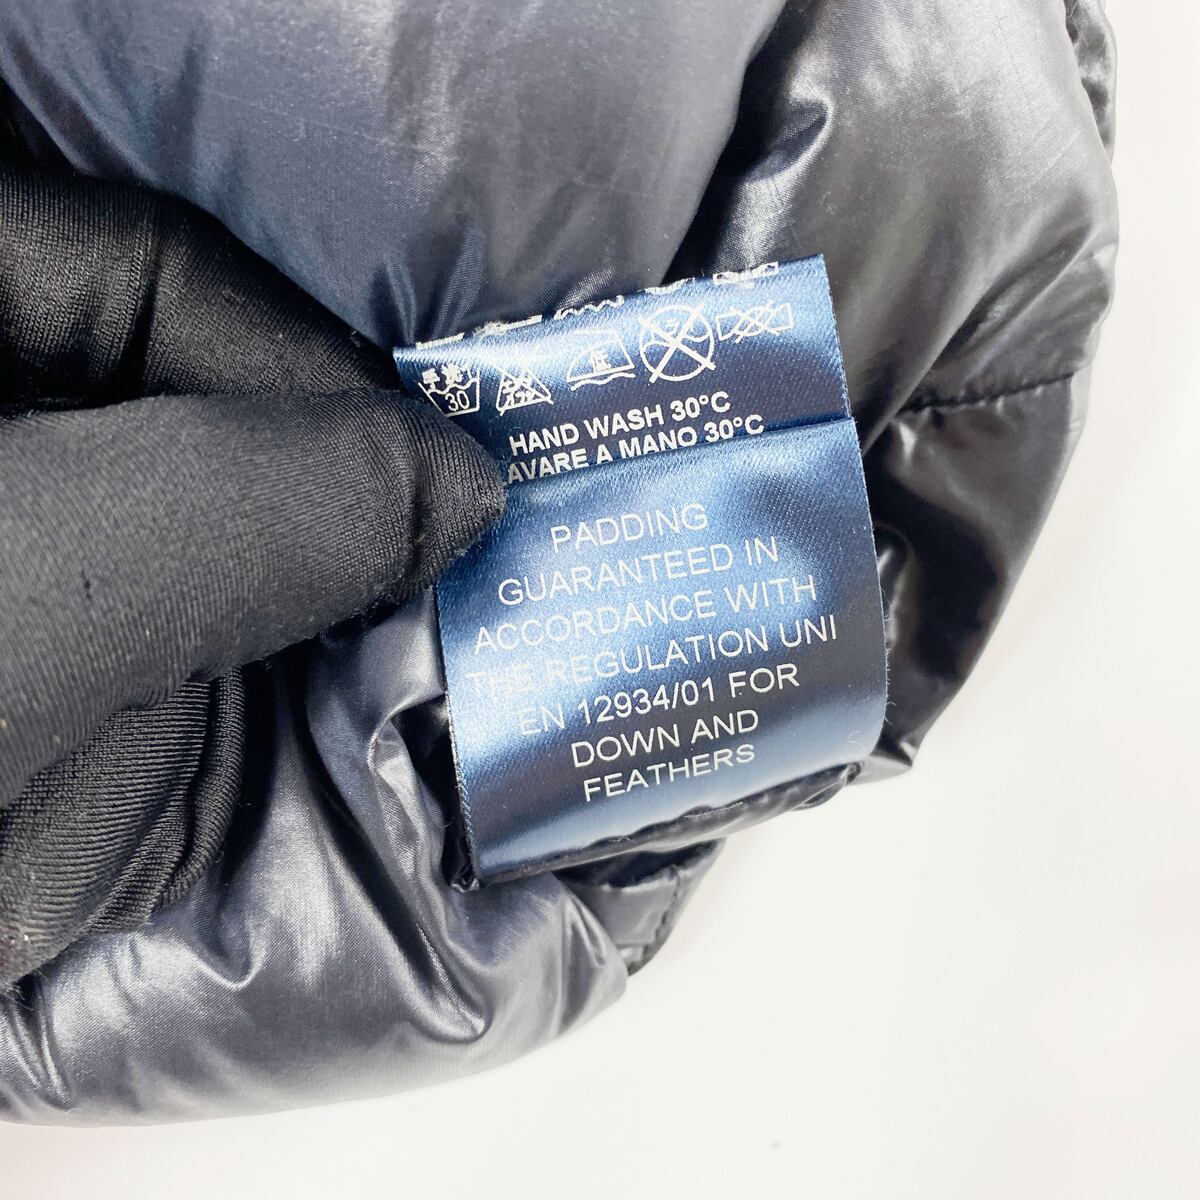 30
HAND WASH 30°C
LAVARE A MANO 30°C
PADDING
GUARANTEED IN
ACCORDANCE WITH
THE REGULATION UNI
EN 12934/01 FOR
DOWN AND
FEATHERS